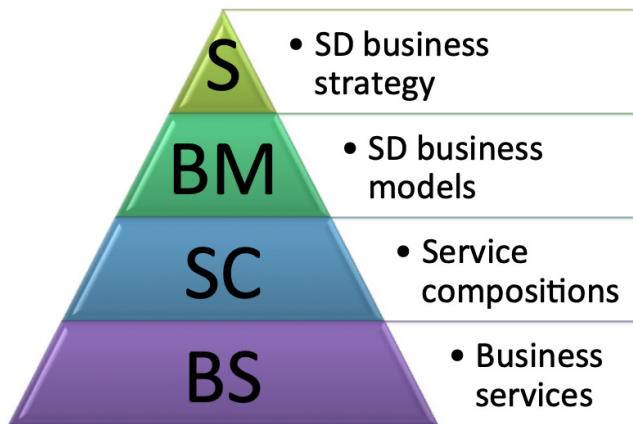 S
• SD business
strategy
BM
• SD business
models
SC
• Service
compositions
BS
• Business
services